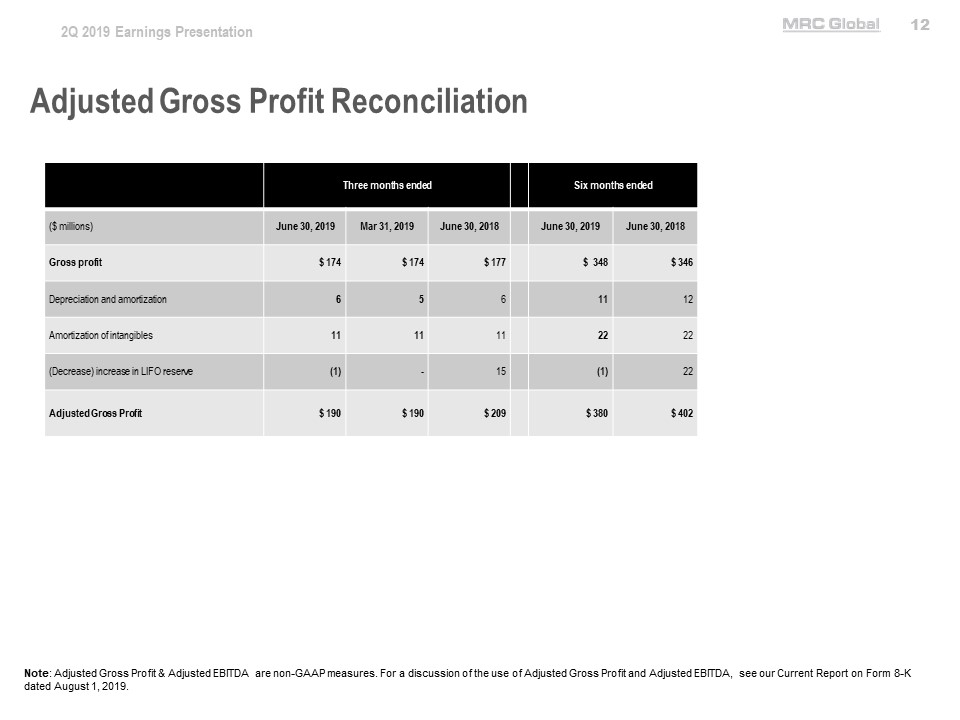 2Q 2019 Earnings Presentation
MRC Global 12
Adjusted Gross Profit Reconciliation
Three months ended Six months ended
($ millions) June 30, 2019 Mar 31, 2019 June 30, 2018 June 30, 2019 June 30, 2018
Gross profit $ 174 $ 174 $ 177 $ 348 $ 346
Depreciation and amortization 6 5 6 11 12
Amortization of intangibles 11 11 11 22 22
(Decrease) increase in LIFO reserve (1) - 15 (1) 22
Adjusted Gross Profit $ 190 $ 190 $ 209 $ 380 $ 402
Note: Adjusted Gross Profit & Adjusted EBITDA are non-GAAP measures. For a discussion of the use of Adjusted Gross Profit and Adjusted EBITDA, see our Current Report on Form 8-K
dated August 1, 2019.